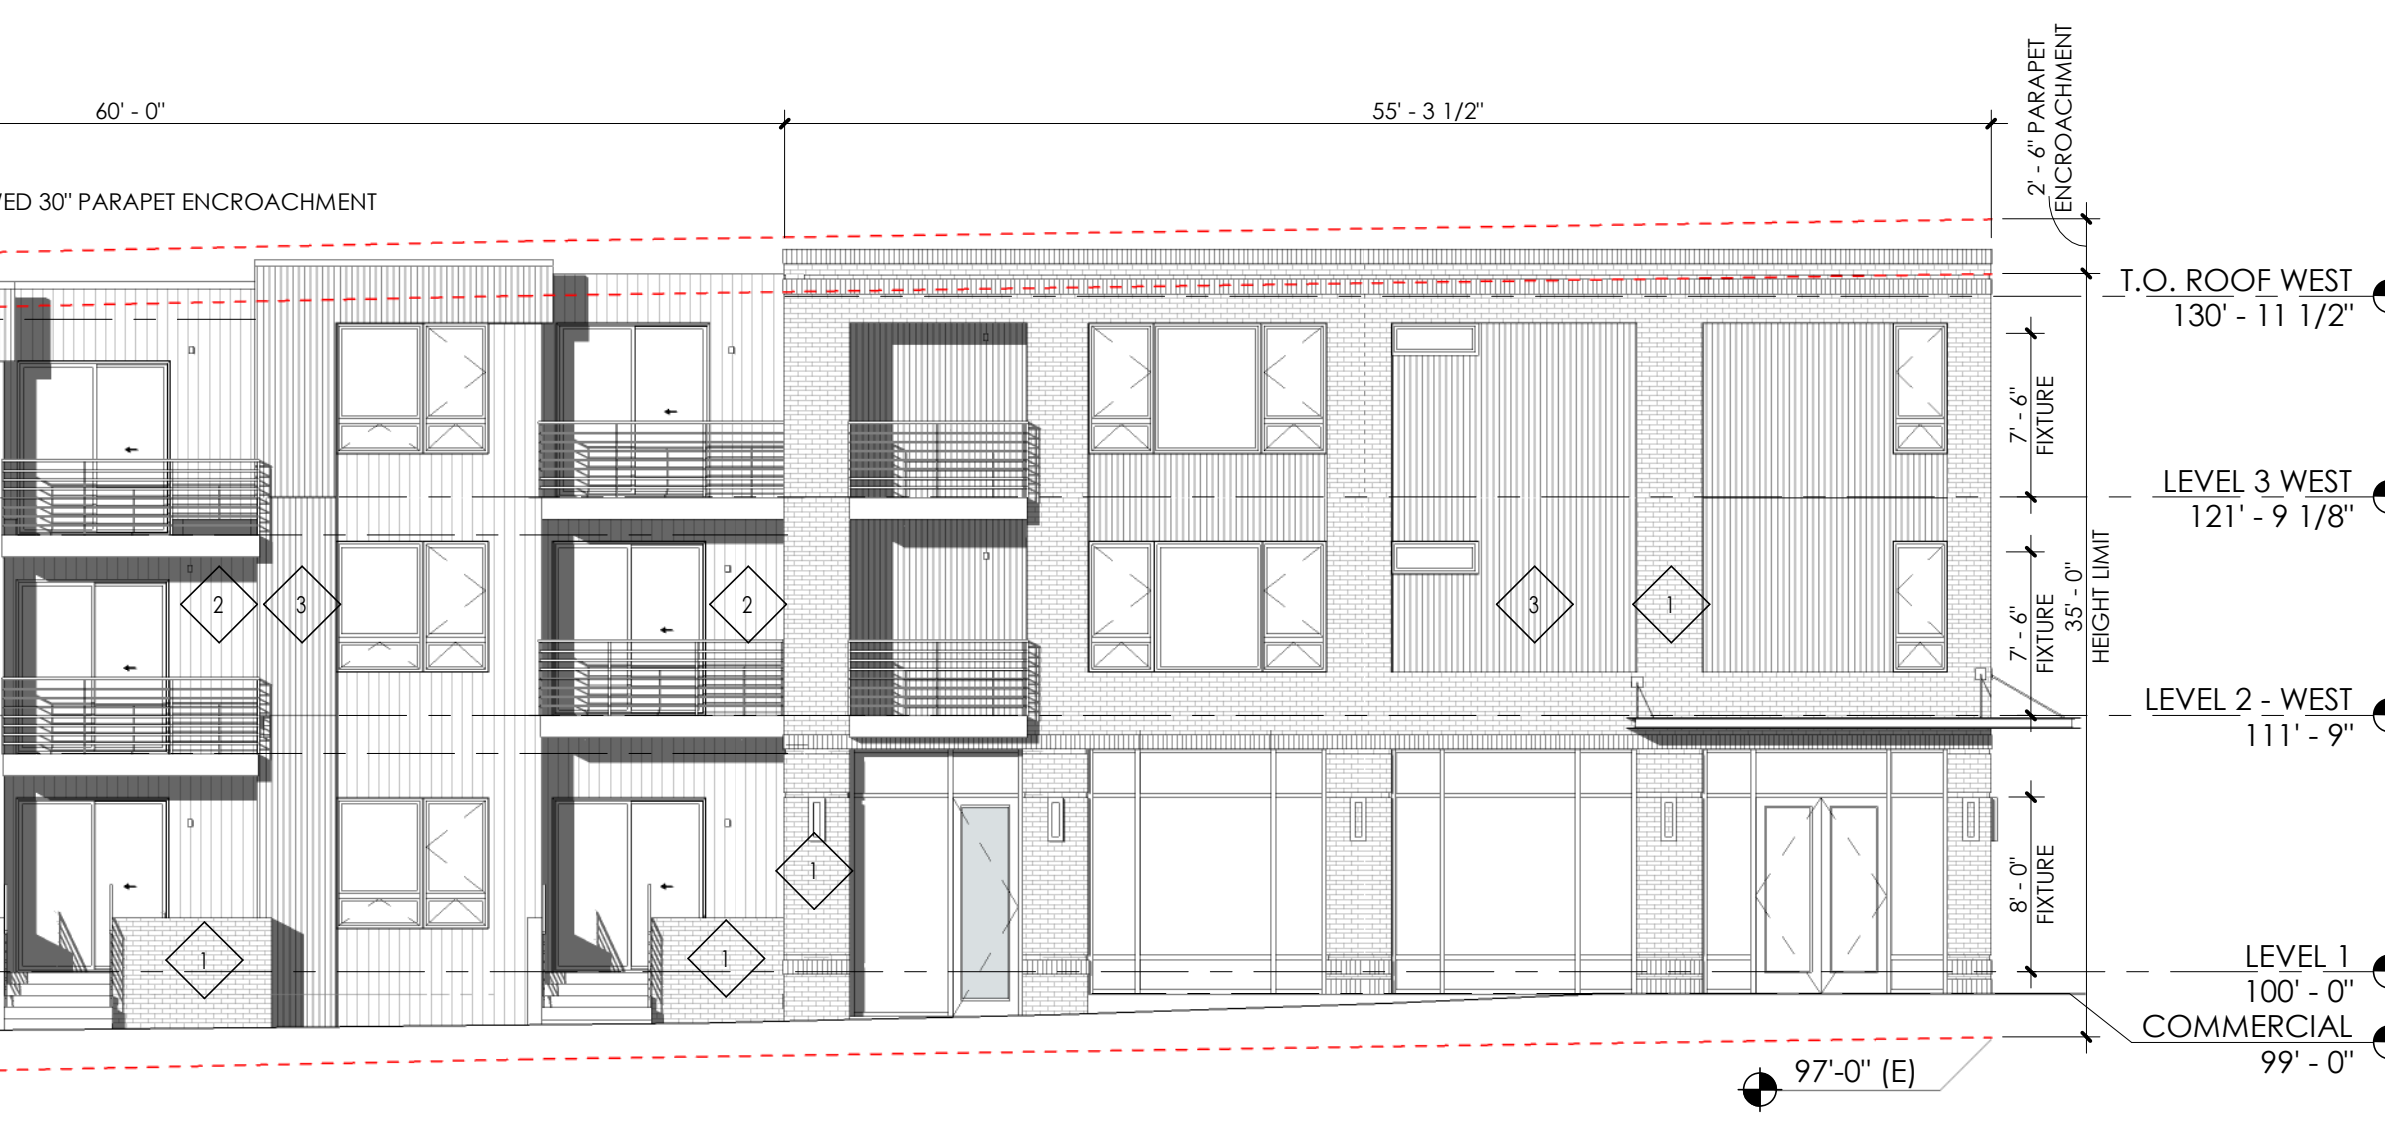 60' - 0"
55' - 3 1/2"
2' - 6" PARAPET
ENCROACHMENT
30" PARAPET ENCROACHMENT
T.O. ROOF WEST
130' - 11 1/2"
7' - 6"
FIXTURE
LEVEL 3 WEST
121' - 9 1/8"
2
3
2
3
1
7' - 6"
FIXTURE
35' - 0"
HEIGHT LIMIT
LEVEL 2 - WEST
111' - 9"
1
8' - 0"
FIXTURE
1
1
LEVEL 1
100' - 0"
COMMERCIAL
99' - 0"
97'-0" (E)